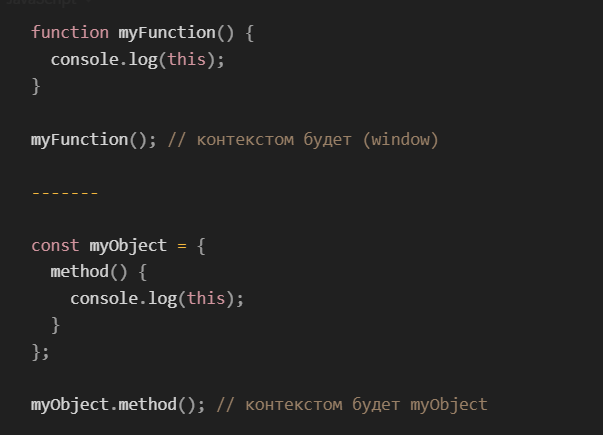 function myFunction() {
  console.log(this);
}
myFunction(); // контекстом будет (window)
-------
const myObject = {
  method() {
    console.log(this);
  }
};
myObject.method(); // контекстом будет myObject